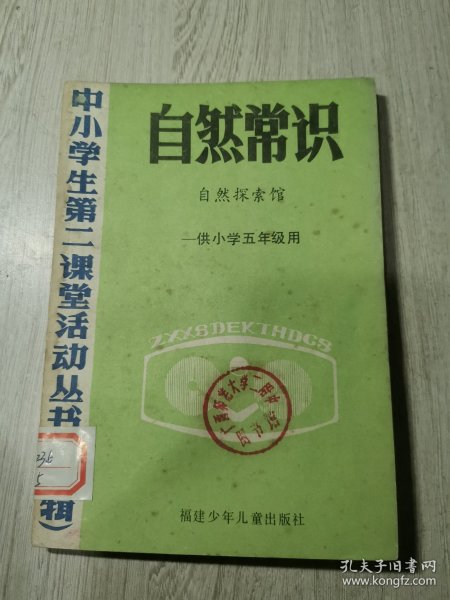 自然常识
自然探索馆
—供小学五年级用
中小学生第二课堂活动丛书
辑）
ZXXSDEKTHDCS
福建少年儿童出版社
孔夫子旧书网
www.kongfz.com